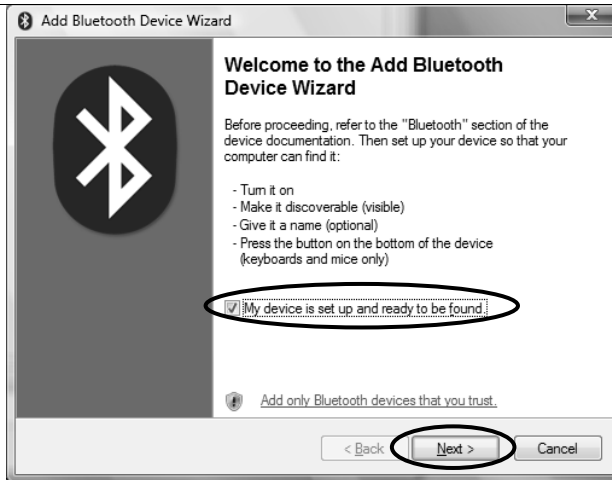 Add Bluetooth Device Wizard
Welcome to the Add Bluetooth
Device Wizard
Before proceeding, refer to the "Bluetooth" section of the
device documentation. Then set up your device so that your
computer can find it:
- Turn it on
- Make it discoverable (visible)
- Give it a name (optional)
- Press the button on the bottom of the device
(keyboards and mice only)
My device is set up and ready to be found.
Add only Bluetooth devices that you trust.
< Back
Next >
Cancel